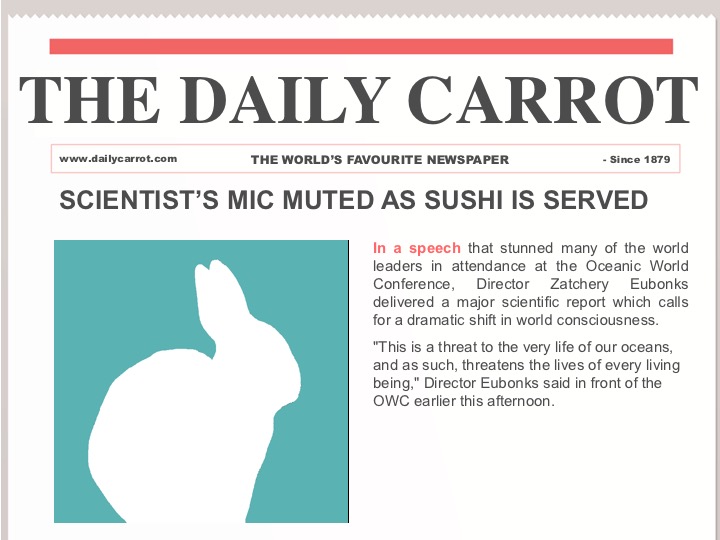 THE DAILY CARROT
www.dailycarrot.com THE WORLD'S FAVOURITE NEWSPAPER - Since 1879
SCIENTIST’S MIC MUTED AS SUSHI IS SERVED
In a speech that stunned many of the world
leaders in attendance at the Oceanic World
Conference, Director Zatchery Eubonks
delivered a major scientific report which calls
for a dramatic shift in world consciousness.
"This is a threat to the very life of our oceans,
and as such, threatens the lives of every living
being," Director Eubonks said in front of the
OWC earlier this afternoon.